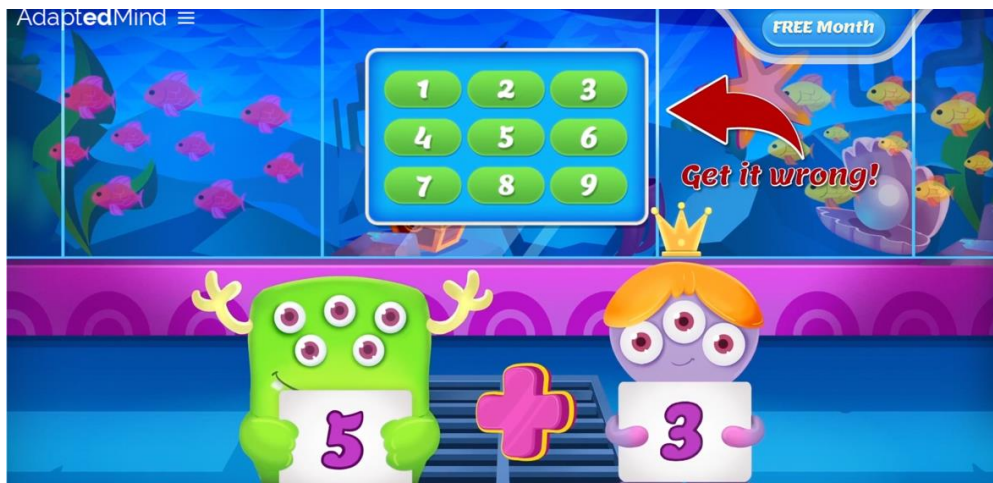 AdaptedMind
FREE Month
1 2 3
4 5 6
7 8 9
Get it wrong!
5 + 3